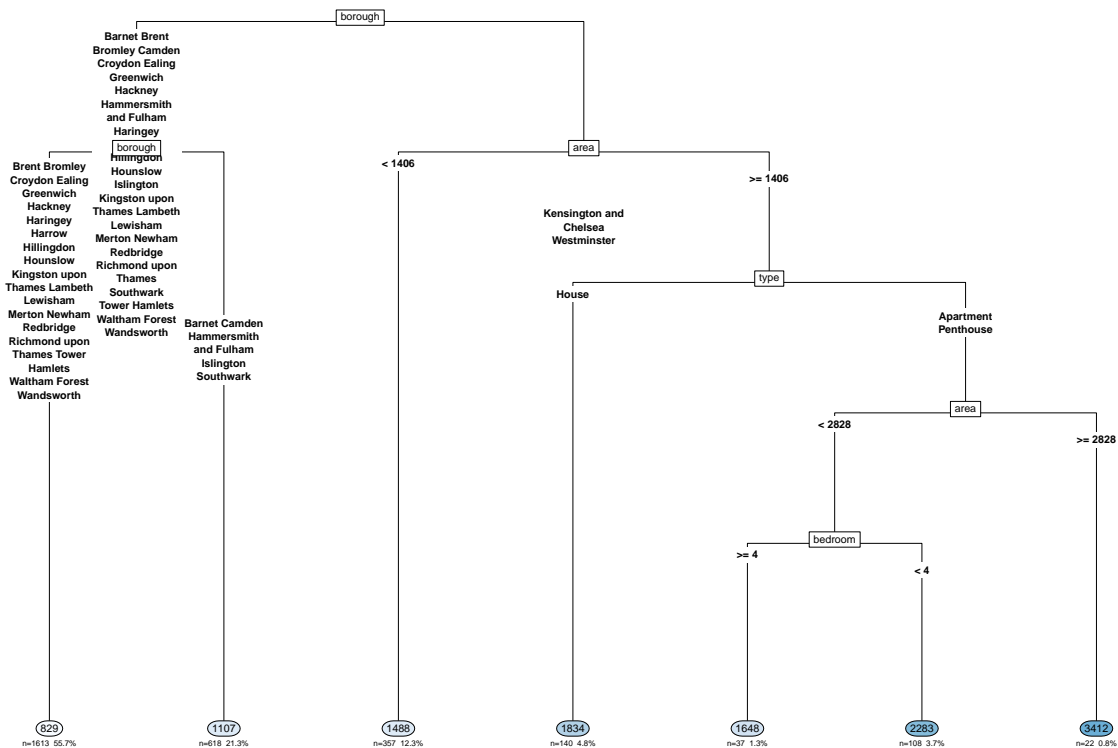 borough
Barnet Brent
Bromley Camden
Croydon Ealing
Greenwich
Hackney
Hammersmith
and Fulham
Haringey
borough
Hillingdon
Hounslow
Islington
Kingston upon
Thames Lambeth
Lewisham
Merton Newham
Redbridge
Richmond upon
Thames
Southwark
Tower Hamlets
Waltham Forest
Wandsworth
area
Kensington and
Chelsea
Westminster
Brent Bromley
Croydon Ealing
Greenwich
Hackney
Haringey
Harrow
Hillingdon
Hounslow
Kingston upon
Thames Lambeth
Lewisham
Merton Newham
Redbridge
Richmond upon
Thames Tower
Hamlets
Waltham Forest
Wandsworth
Barnet Camden
Hammersmith
and Fulham
Islington
Southwark
< 1406
>= 1406
type
House
Apartment
Penthouse
area
< 2828
>= 2828
bedroom
>= 4
< 4
829
n=1613 55.7%
1107
n=618 21.3%
1488
n=357 12.3%
1834
n=140 4.8%
1648
n=37 1.3%
2283
n=108 3.7%
3412
n=22 0.8%